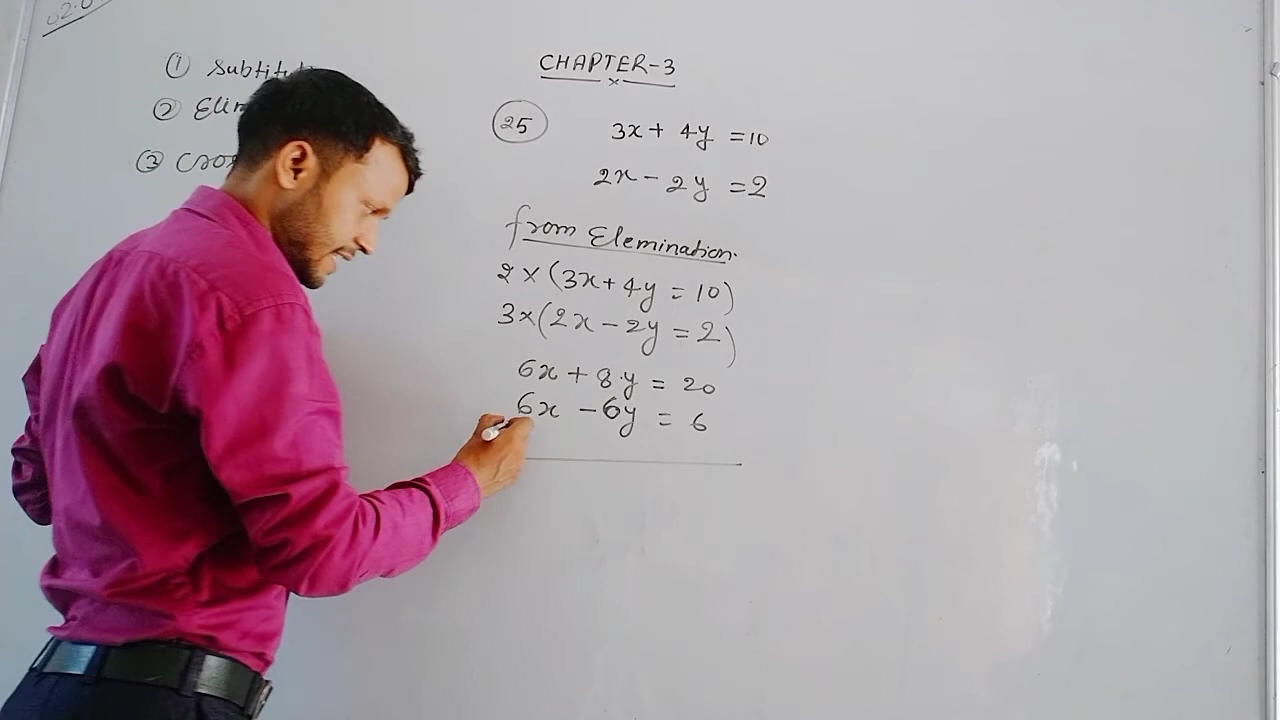 ① Subtitut
② Elim
③ Cros
CHAPTER-3
x
25
3x + 4y = 10
2x - 2y = 2
from Elemination.
2 × (3x + 4y = 10)
3×(2x - 2y = 2)
6x + 8y = 20
6x - 6y = 6